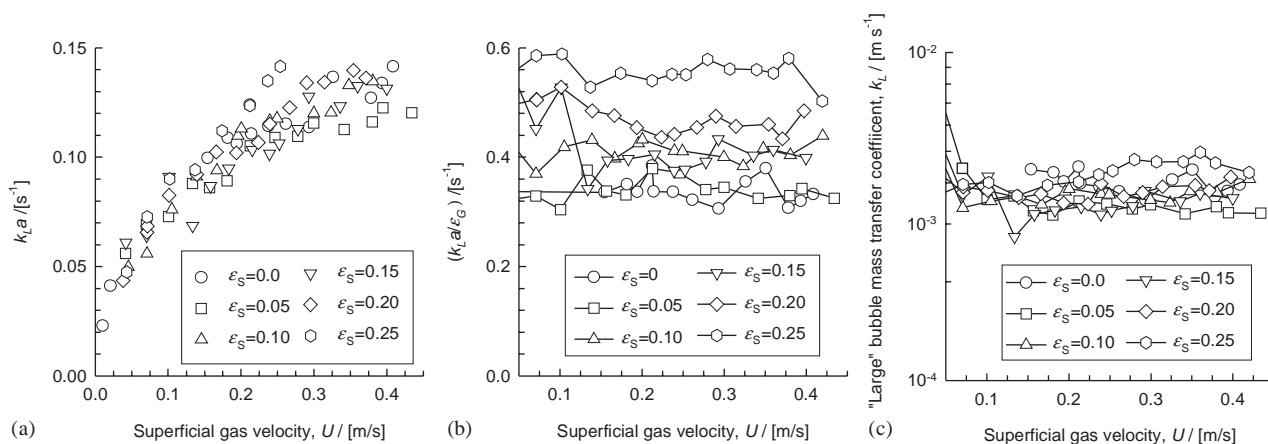 0.15
0.10
0.05
0.00
k_L a /[s⁻¹]
ε_S=0.0
ε_S=0.05
ε_S=0.10
ε_S=0.15
ε_S=0.20
ε_S=0.25
0.0 0.1 0.2 0.3 0.4
(a) Superficial gas velocity, U / [m/s]
0.6
0.4
0.2
0.0
(k_L a/ε_G) /[s⁻¹]
ε_S=0
ε_S=0.05
ε_S=0.10
ε_S=0.15
ε_S=0.20
ε_S=0.25
0.1 0.2 0.3 0.4
(b) Superficial gas velocity, U / [m/s]
10⁻²
10⁻³
10⁻⁴
"Large" bubble mass transfer coeffiicent, k_L / [m s⁻¹]
ε_S=0
ε_S=0.05
ε_S=0.10
ε_S=0.15
ε_S=0.20
ε_S=0.25
0.1 0.2 0.3 0.4
(c) Superficial gas velocity, U / [m/s]